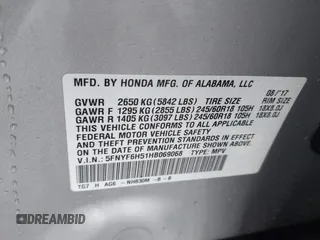 MFD. BY HONDA MFG. OF ALABAMA, LLC
08/'17
GVWR 2650 KG (5842 LBS) TIRE SIZE RIM SIZE
GAWR F 1295 KG (2855 LBS) 245/60R18 105H 18X8.0J
GAWR R 1405 KG (3097 LBS) 245/60R18 105H 18X8.0J
THIS VEHICLE CONFORMS TO ALL APPLICABLE
FEDERAL MOTOR VEHICLE SAFETY AND THEFT
PREVENTION STANDARDS IN EFFECT ON THE DATE
OF MANUFACTURE SHOWN ABOVE.
V.I.N.: 5FNYF6H51HB069068 TYPE: MPV
TG7 H AG6 -NH830M -B -B